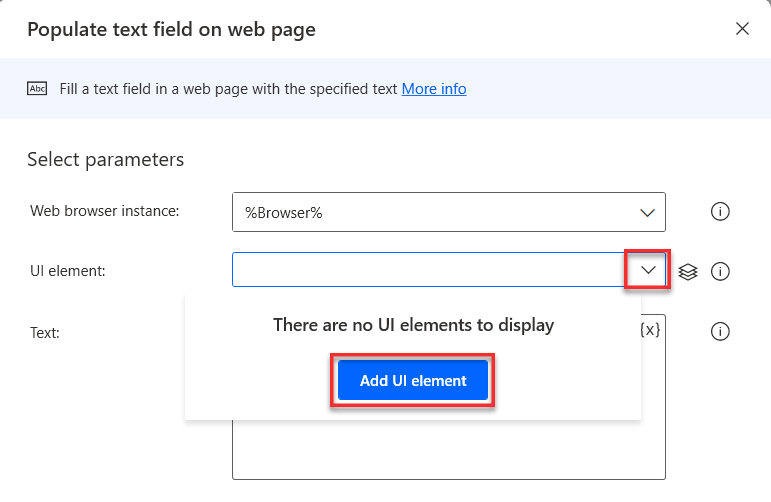 Populate text field on web page
Abc Fill a text field in a web page with the specified text More info
Select parameters
Web browser instance: %Browser%
UI element:
There are no UI elements to display
Text: {x}
Add UI element